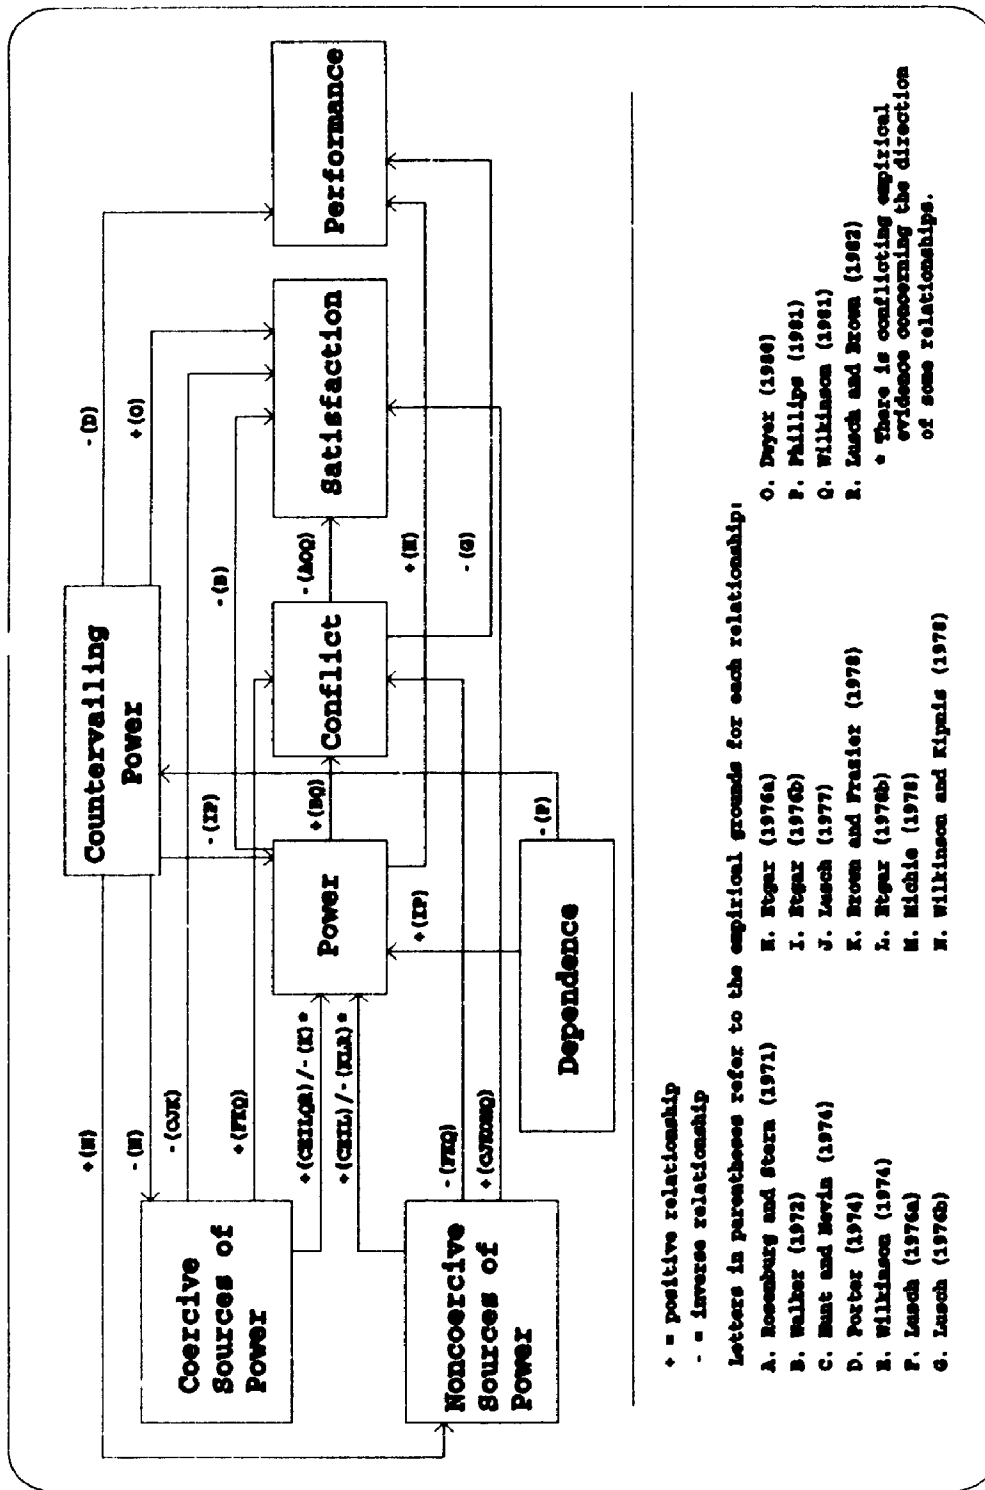 Countervailing
Power
-(D)
+(O)
+(N)
-(N)
-(CJK)
-(IP)
-(B)
Coercive
Sources of
Power
+(FKQ)
+(CEILQR)/-(K)*
+(CEIL)/-(KLR)*
Power
+(BQ)
Conflict
-(AOQ)
Satisfaction
Performance
Noncoercive
Sources of
Power
-(FKQ)
+(CJKOMQ)
+(IP)
-(P)
-(G)
Dependence
+ = positive relationship
- = inverse relationship
Letters in parentheses refer to the empirical grounds for each relationship:
A. Rosenburg and Stern (1971)
B. Walker (1972)
C. Hunt and Nevin (1974)
D. Porter (1974)
E. Wilkinson (1974)
F. Lusch (1976a)
G. Lusch (1976b)
H. Etgar (1976a)
I. Etgar (1976b)
J. Lusch (1977)
K. Brown and Frazier (1978)
L. Etgar (1978b)
M. Michie (1978)
N. Wilkinson and Kipnis (1978)
O. Dwyer (1980)
P. Phillips (1981)
Q. Wilkinson (1981)
R. Lusch and Brown (1982)
* There is conflicting empirical
evidence concerning the direction
of some relationships.